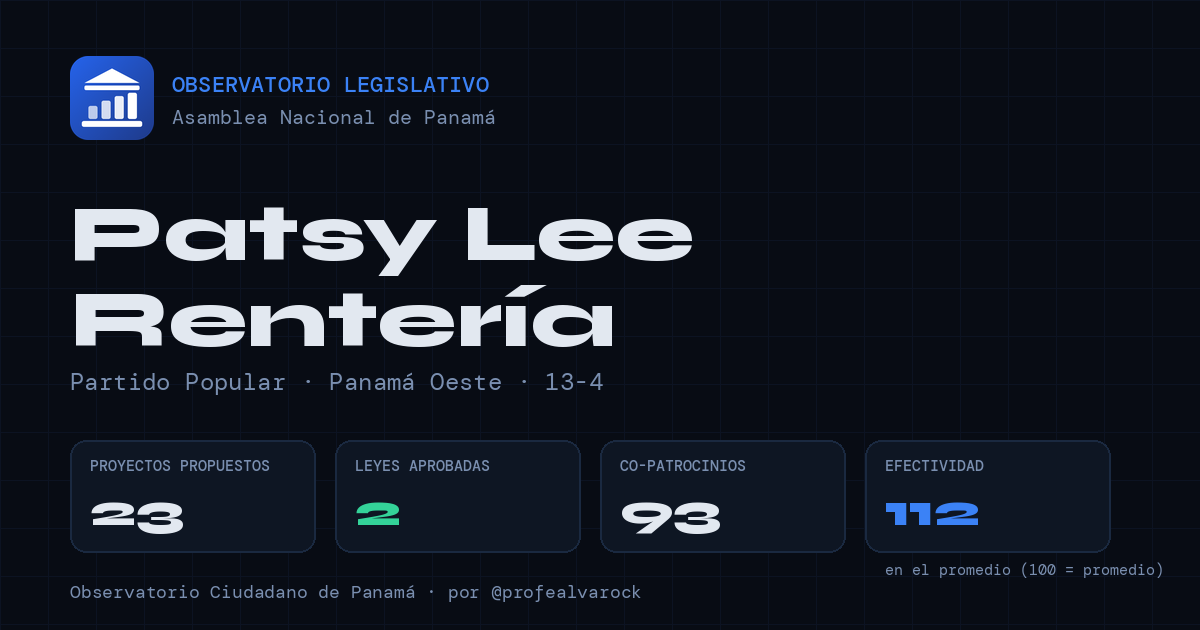 OBSERVATORIO LEGISLATIVO
Asamblea Nacional de Panamá
Patsy Lee
Rentería
Partido Popular · Panamá Oeste · 13-4
PROYECTOS PROPUESTOS
23
LEYES APROBADAS
2
CO-PATROCINIOS
93
EFECTIVIDAD
112
en el promedio (100 = promedio)
Observatorio Ciudadano de Panamá · por @profealvarock